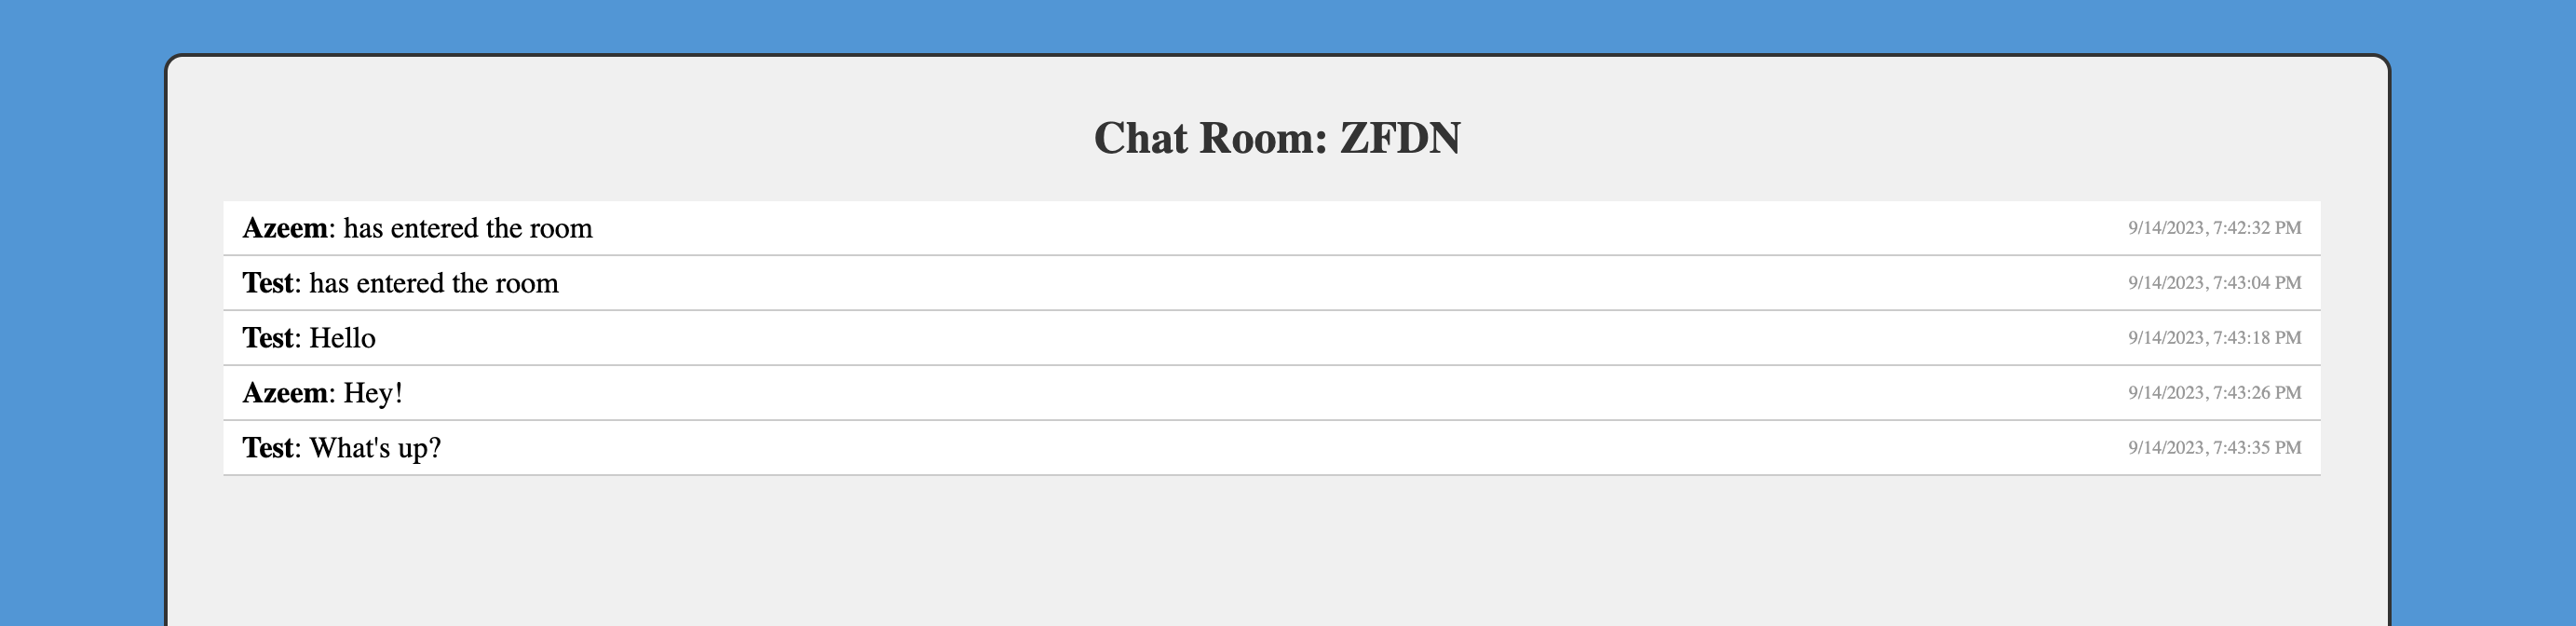 Chat Room: ZFDN
Azeem: has entered the room 9/14/2023, 7:42:32 PM
Test: has entered the room 9/14/2023, 7:43:04 PM
Test: Hello 9/14/2023, 7:43:18 PM
Azeem: Hey! 9/14/2023, 7:43:26 PM
Test: What's up? 9/14/2023, 7:43:35 PM